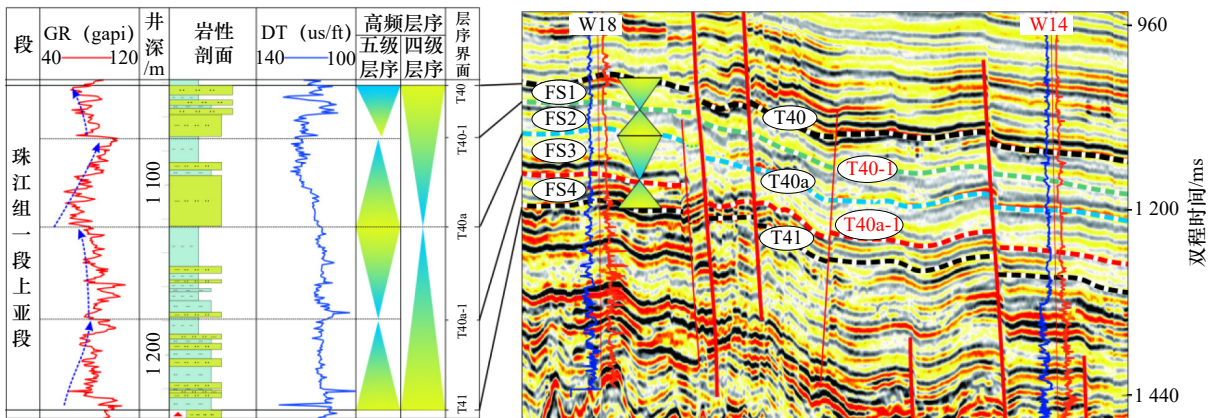 段
GR (gapi)
40 120
井深/m
岩性
剖面
DT (us/ft)
140 100
高频层序
五级
层序
四级
层序
层序界面
珠江组一段上亚段
1 100
1 200
T40
T40-1
T40a
T40a-1
T41
W18
W14
FS1
FS2
FS3
FS4
T40
T40-1
T40a
T40a-1
T41
960
1 200
1 440
双程时间/ms